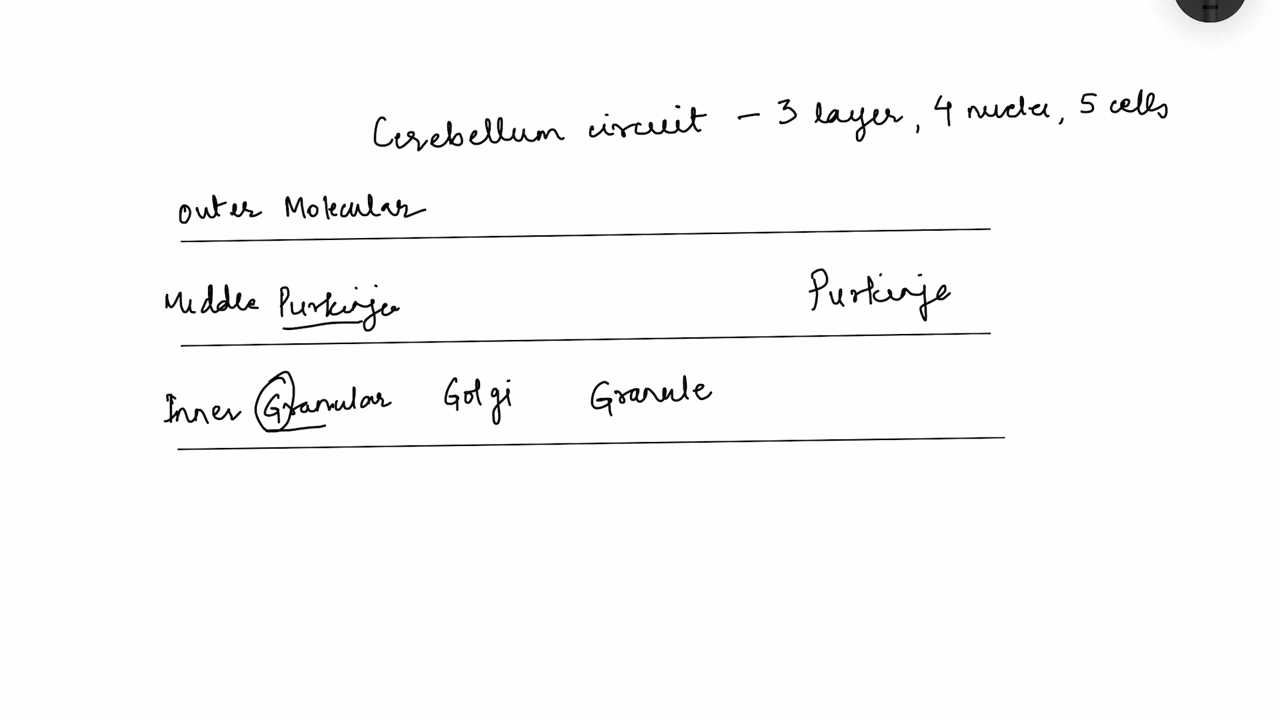 Cerebellum circuit - 3 layer, 4 nuclei, 5 cells
Outer Molecular
Middle Purkinje Purkinje
Inner Granular Golgi Granule